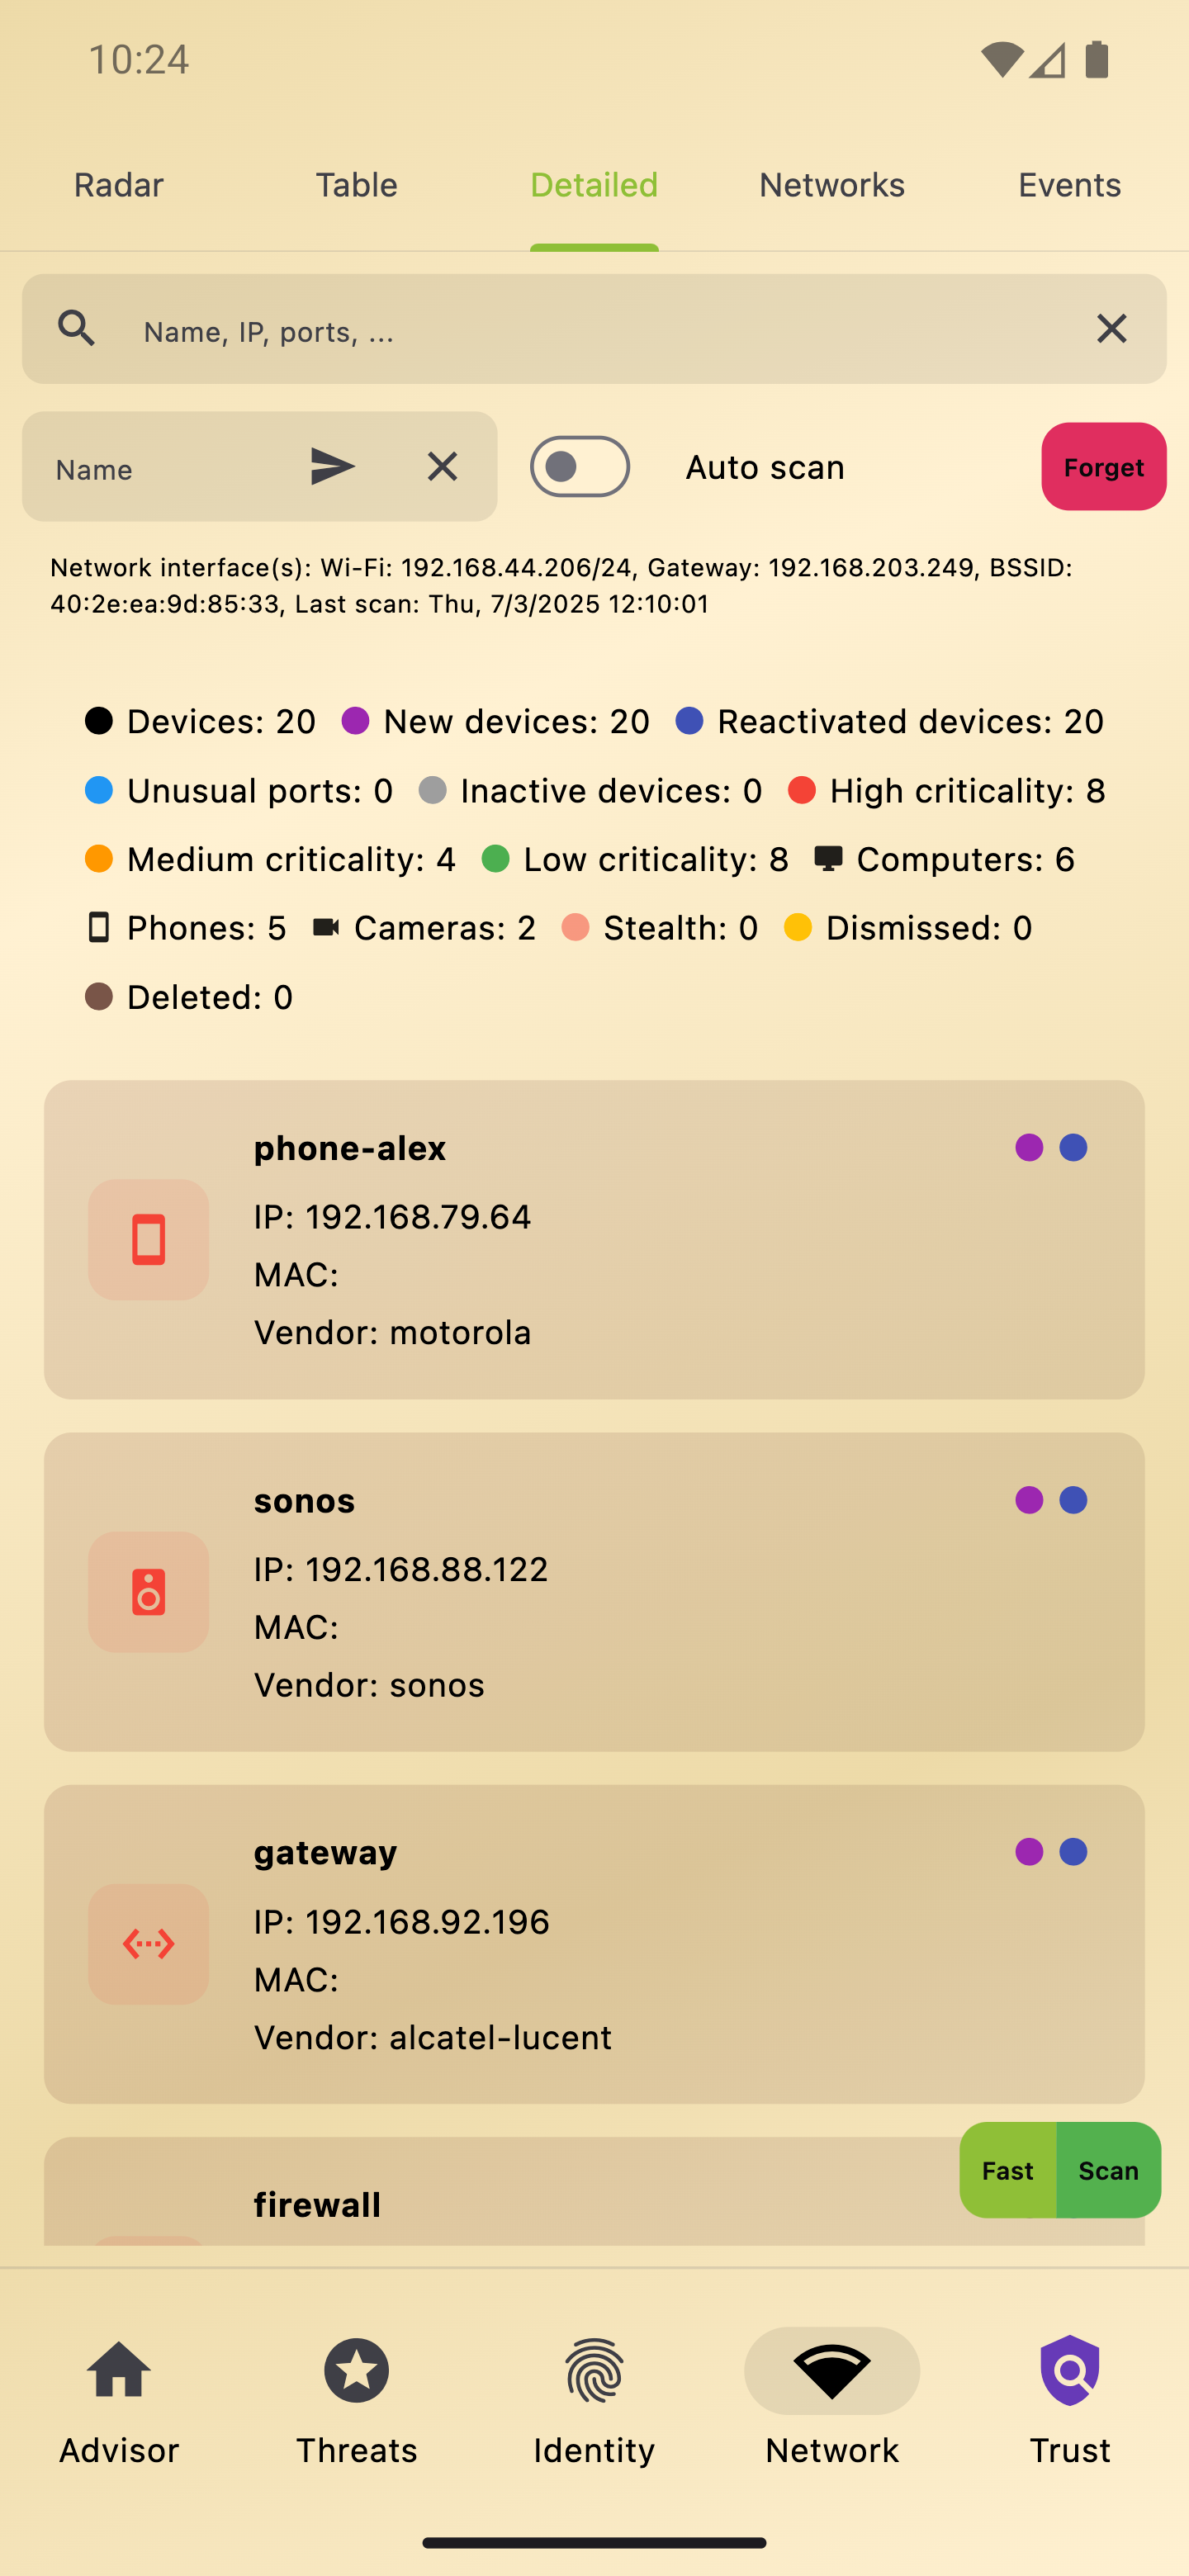 10:24
Radar Table Detailed Networks Events
Name, IP, ports, ...
Name Auto scan Forget
Network interface(s): Wi-Fi: 192.168.44.206/24, Gateway: 192.168.203.249, BSSID:
40:2e:ea:9d:85:33, Last scan: Thu, 7/3/2025 12:10:01
Devices: 20 New devices: 20 Reactivated devices: 20
Unusual ports: 0 Inactive devices: 0 High criticality: 8
Medium criticality: 4 Low criticality: 8 Computers: 6
Phones: 5 Cameras: 2 Stealth: 0 Dismissed: 0
Deleted: 0
phone-alex
IP: 192.168.79.64
MAC:
Vendor: motorola
sonos
IP: 192.168.88.122
MAC:
Vendor: sonos
gateway
IP: 192.168.92.196
MAC:
Vendor: alcatel-lucent
Fast Scan
firewall
Advisor Threats Identity Network Trust